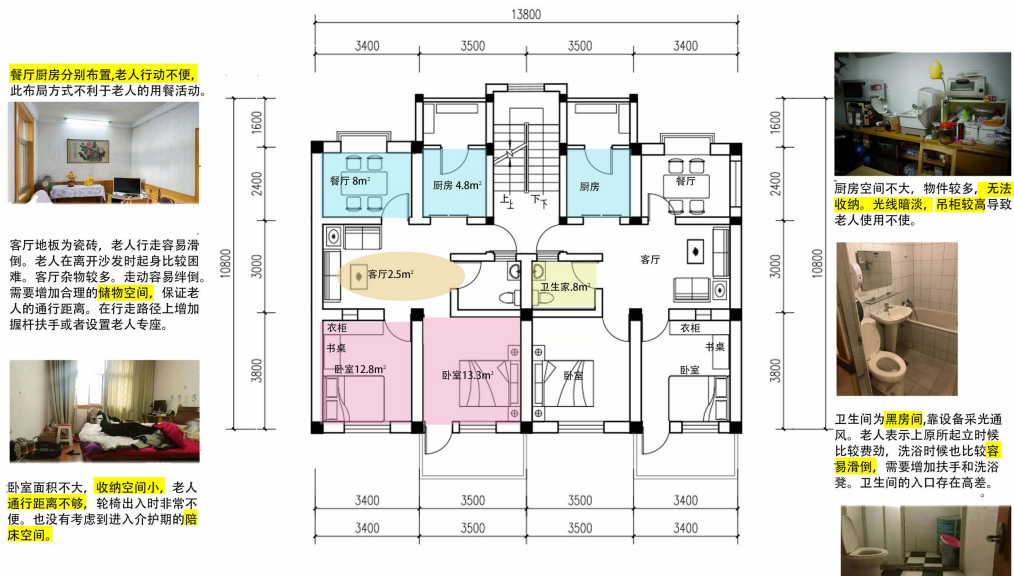 13800
3400
3500
3500
3400
餐厅厨房分别布置,老人行动不便,
此布局方式不利于老人的用餐活动。
客厅地板为瓷砖，老人行走容易滑
倒。老人在离开沙发时起身比较困
难。客厅杂物较多。走动容易绊倒。
需要增加合理的储物空间，保证老
人的通行距离。在行走路径上增加
握杆扶手或者设置老人专座。
卧室面积不大，收纳空间小，老人
通行距离不够，轮椅出入时非常不
便。也没有考虑到进入介护期的陪
床空间。
10800
1600
2400
3000
3800
餐厅 8m²
厨房 4.8m²
厨房
餐厅
上
上
下
下
客厅2.5m²
卫生家.8m²
客厅
衣柜
书桌
卧室12.8m²
卧室13.3m²
卧室
衣柜
书桌
卧室
1600
2400
3000
3800
10800
3400
3500
3500
3400
3400
3500
3500
3400
厨房空间不大，物件较多，无法
收纳。光线暗淡，吊柜较高导致
老人使用不使。
卫生间为黑房间,靠设备采光通
风。老人表示上原所起立时候
比较费劲，洗浴时候也比较容
易滑倒，需要增加扶手和洗浴
凳。卫生间的入口存在高差。
。